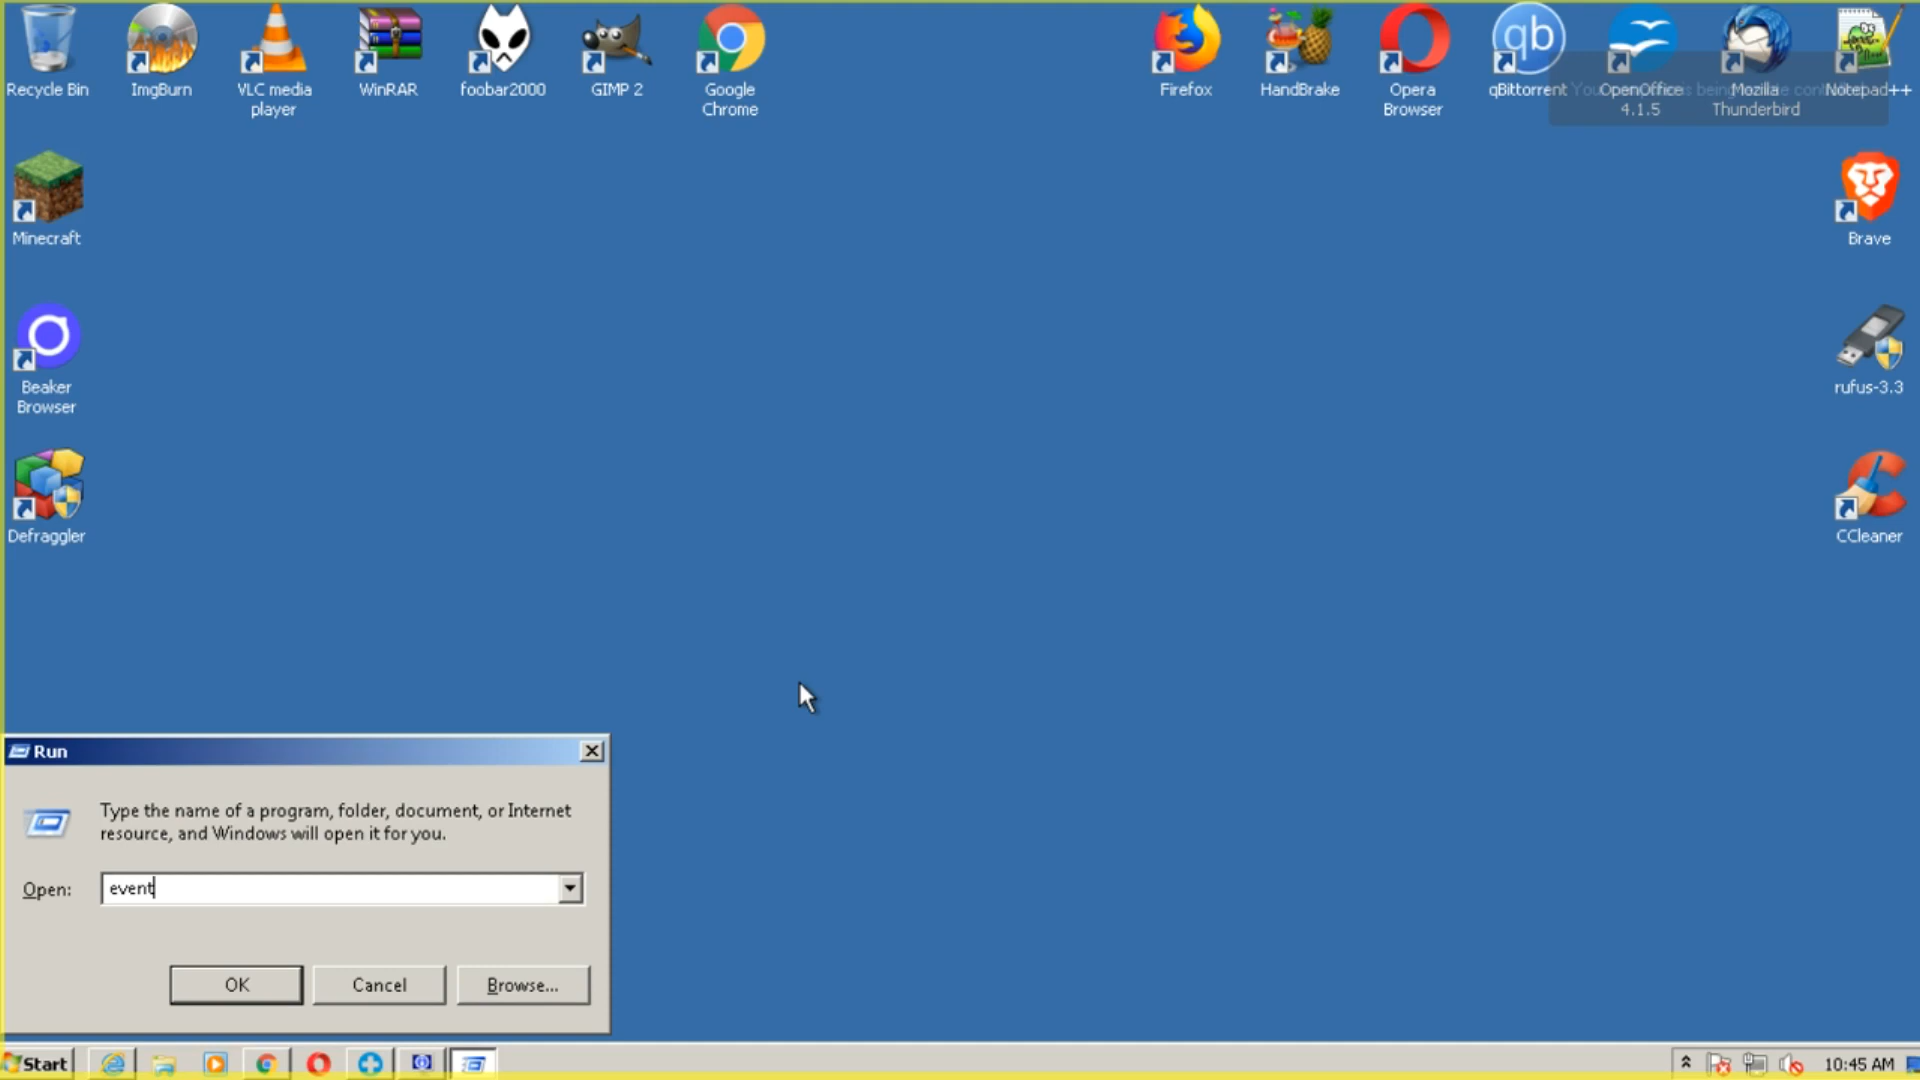 Recycle Bin
ImgBurn
VLC media
player
WinRAR
foobar2000
GIMP 2
Google
Chrome
Firefox
HandBrake
Opera
Browser
qBittorrent
OpenOffice
4.1.5
Mozilla
Thunderbird
Notepad++
Minecraft
Brave
Beaker
Browser
rufus-3.3
Defraggler
CCleaner
Run
Type the name of a program, folder, document, or Internet
resource, and Windows will open it for you.
Open:
event
OK
Cancel
Browse...
Start
10:45 AM